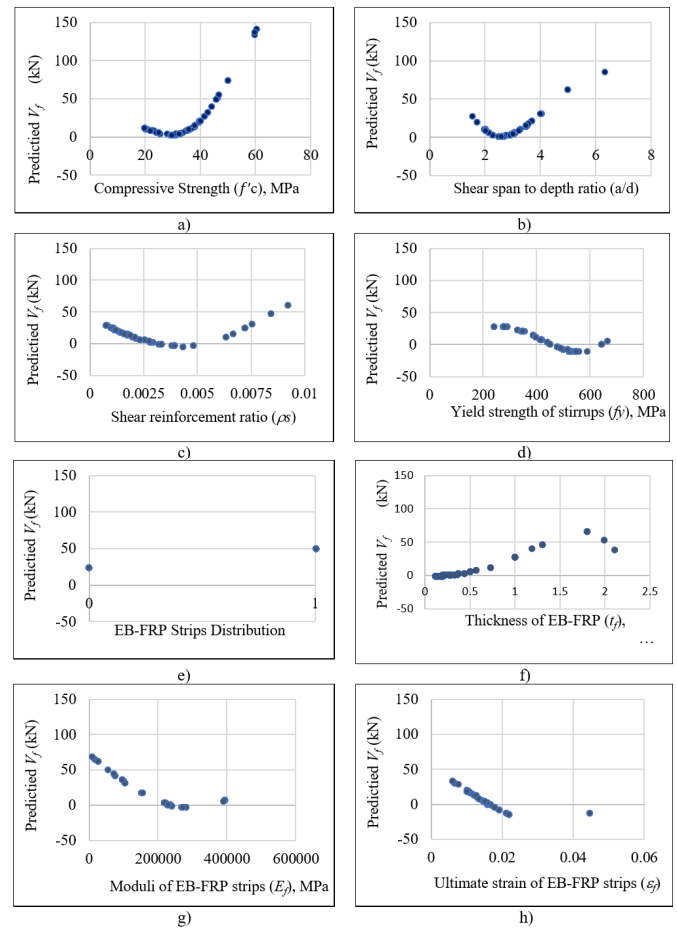 150
100
50
0
-50
0 20 40 60 80
Predictied Vf (kN)
Compressive Strength (f'c), MPa
a)
150
100
50
0
-50
0 2 4 6 8
Predictied Vf (kN)
Shear span to depth ratio (a/d)
b)
150
100
50
0
-50
0 0.0025 0.005 0.0075 0.01
Predictied Vf (kN)
Shear reinforcement ratio (ρs)
c)
150
100
50
0
-50
0 200 400 600 800
Predictied Vf (kN)
Yield strength of stirrups (fy), MPa
d)
150
100
50
0
-50
0 1
Predictied Vf (kN)
EB-FRP Strips Distribution
e)
150
100
50
0
-50
0 0.5 1 1.5 2 2.5
Predicted Vf (kN)
Thickness of EB-FRP (tf),
…
f)
150
100
50
0
-50
0 200000 400000 600000
Predictied Vf (kN)
Moduli of EB-FRP strips (Ef), MPa
g)
150
100
50
0
-50
0 0.02 0.04 0.06
Predictied Vf (kN)
Ultimate strain of EB-FRP strips (εf)
h)